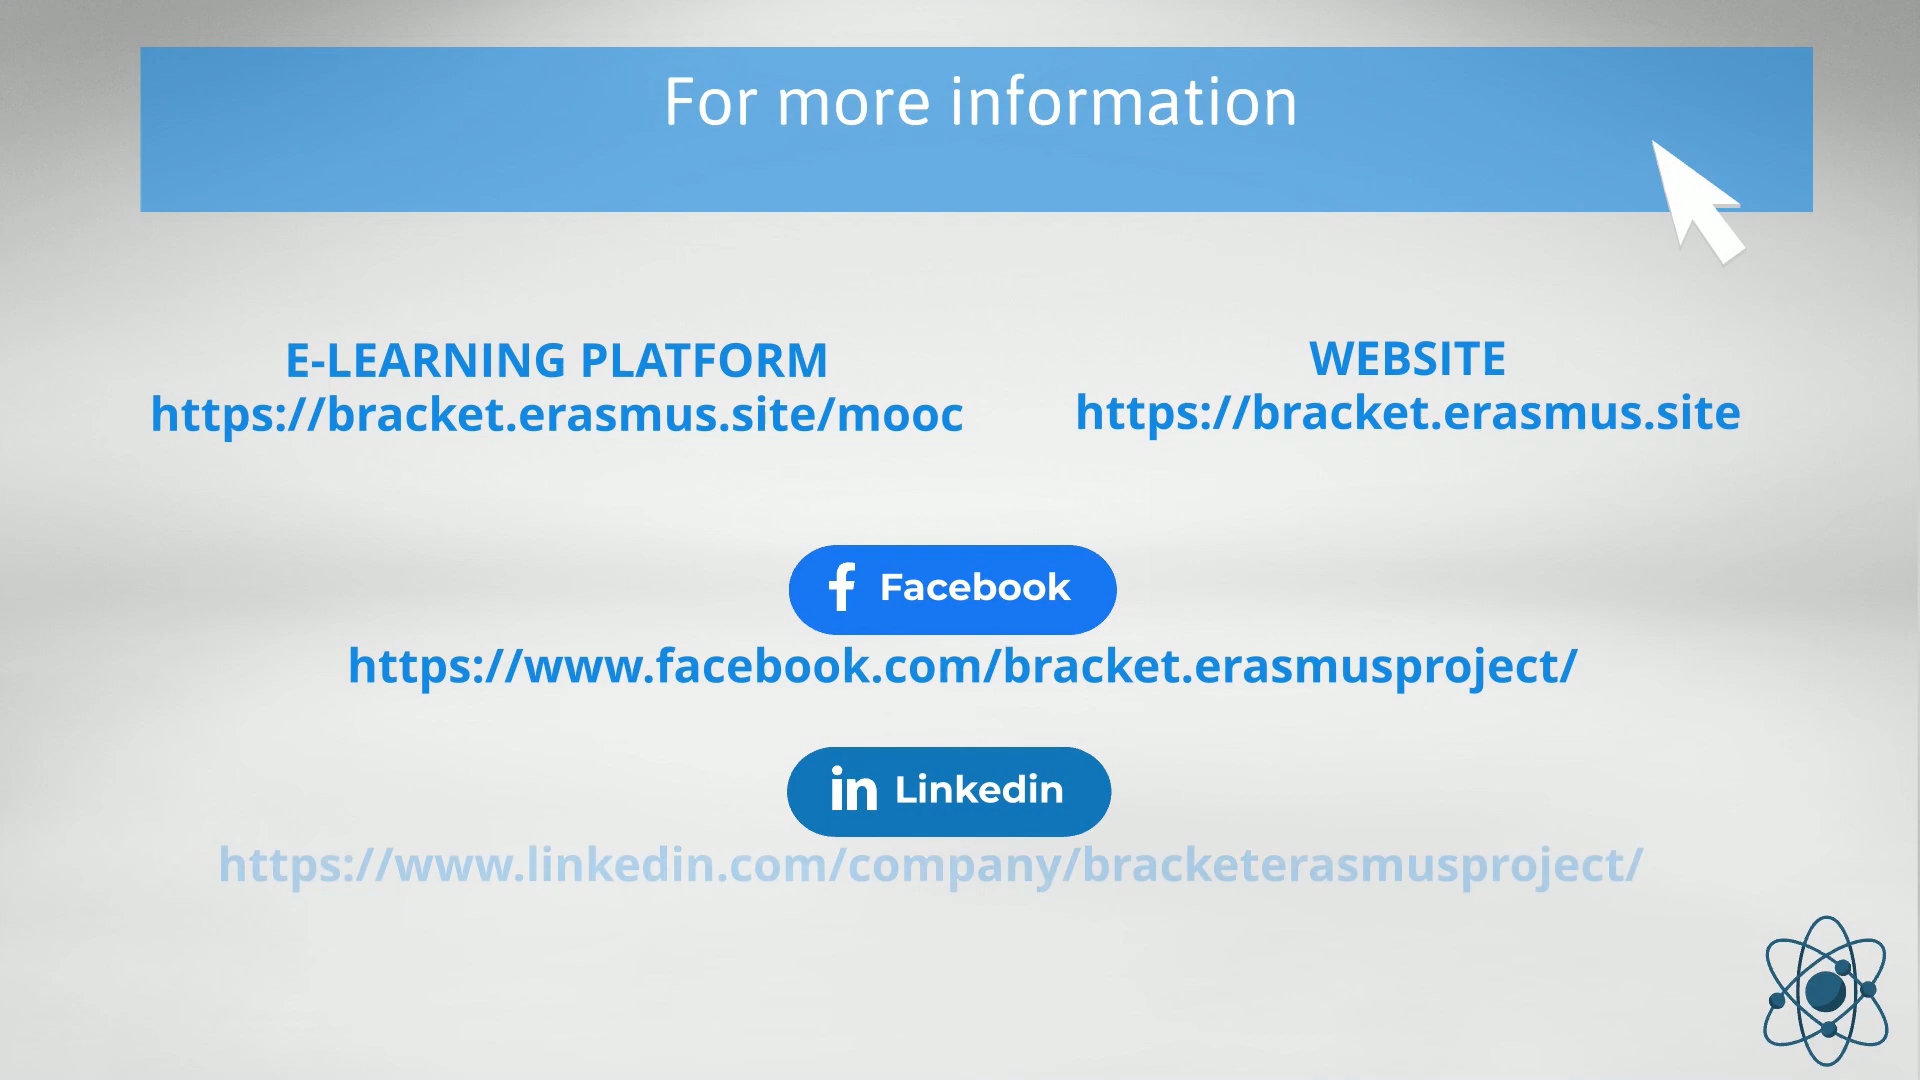 For more information
E-LEARNING PLATFORM
https://bracket.erasmus.site/mooc
WEBSITE
https://bracket.erasmus.site
f Facebook
https://www.facebook.com/bracket.erasmusproject/
in Linkedin
https://www.linkedin.com/company/bracketerasmusproject/